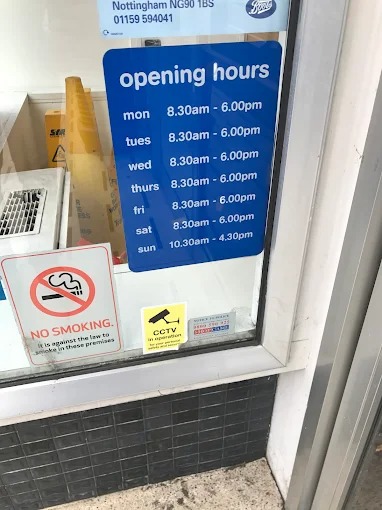 Nottingham NG90 1BS
01159 594041
Boots
opening hours
mon 8.30am - 6.00pm
tues 8.30am - 6.00pm
wed 8.30am - 6.00pm
thurs 8.30am - 6.00pm
fri 8.30am - 6.00pm
sat 8.30am - 6.00pm
sun 10.30am - 4.30pm
NO SMOKING.
It is against the law to
smoke in these premises
CCTV
in operation